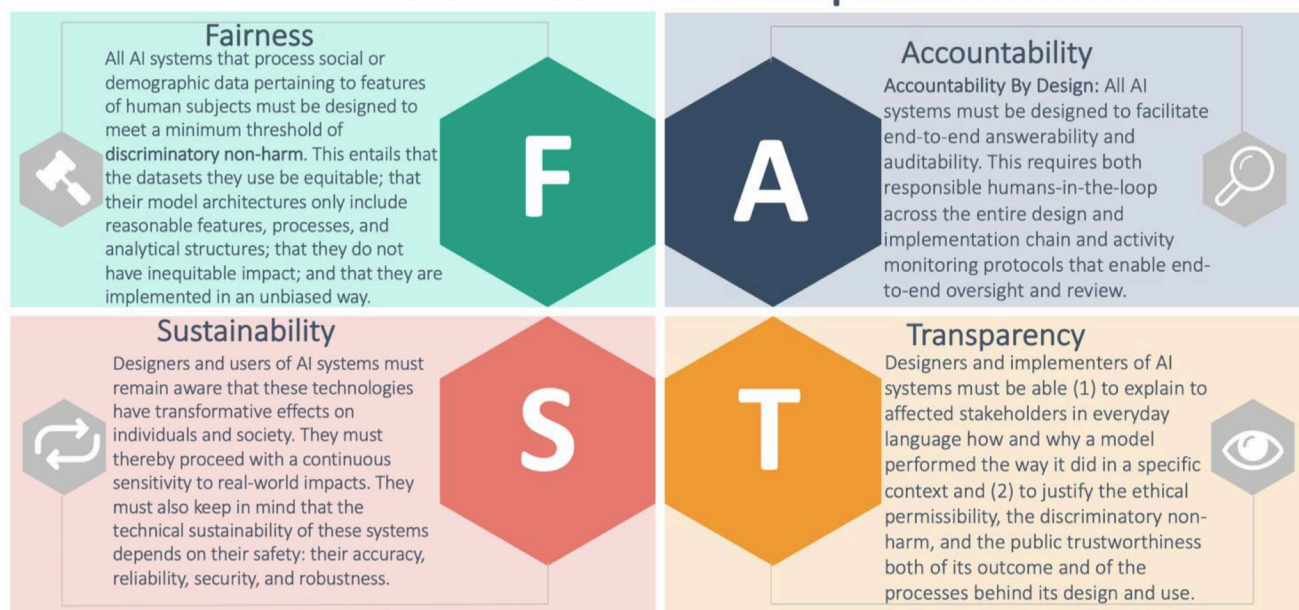 Fairness
All AI systems that process social or
demographic data pertaining to features
of human subjects must be designed to
meet a minimum threshold of
discriminatory non-harm. This entails that
the datasets they use be equitable; that
their model architectures only include
reasonable features, processes, and
analytical structures; that they do not
have inequitable impact; and that they are
implemented in an unbiased way.
F
A
Accountability
Accountability By Design: All AI
systems must be designed to facilitate
end-to-end answerability and
auditability. This requires both
responsible humans-in-the-loop
across the entire design and
implementation chain and activity
monitoring protocols that enable end-
to-end oversight and review.
Sustainability
Designers and users of AI systems must
remain aware that these technologies
have transformative effects on
individuals and society. They must
thereby proceed with a continuous
sensitivity to real-world impacts. They
must also keep in mind that the
technical sustainability of these systems
depends on their safety: their accuracy,
reliability, security, and robustness.
S
T
Transparency
Designers and implementers of AI
systems must be able (1) to explain to
affected stakeholders in everyday
language how and why a model
performed the way it did in a specific
context and (2) to justify the ethical
permissibility, the discriminatory non-
harm, and the public trustworthiness
both of its outcome and of the
processes behind its design and use.